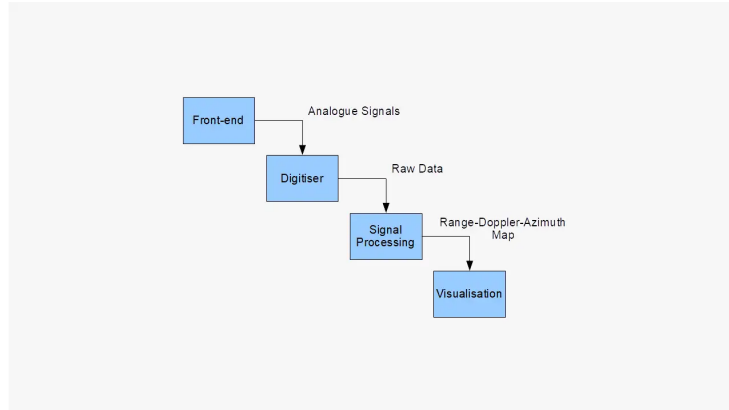 Front-end
Analogue Signals
Digitiser
Raw Data
Signal
Processing
Range-Doppler-Azimuth
Map
Visualisation